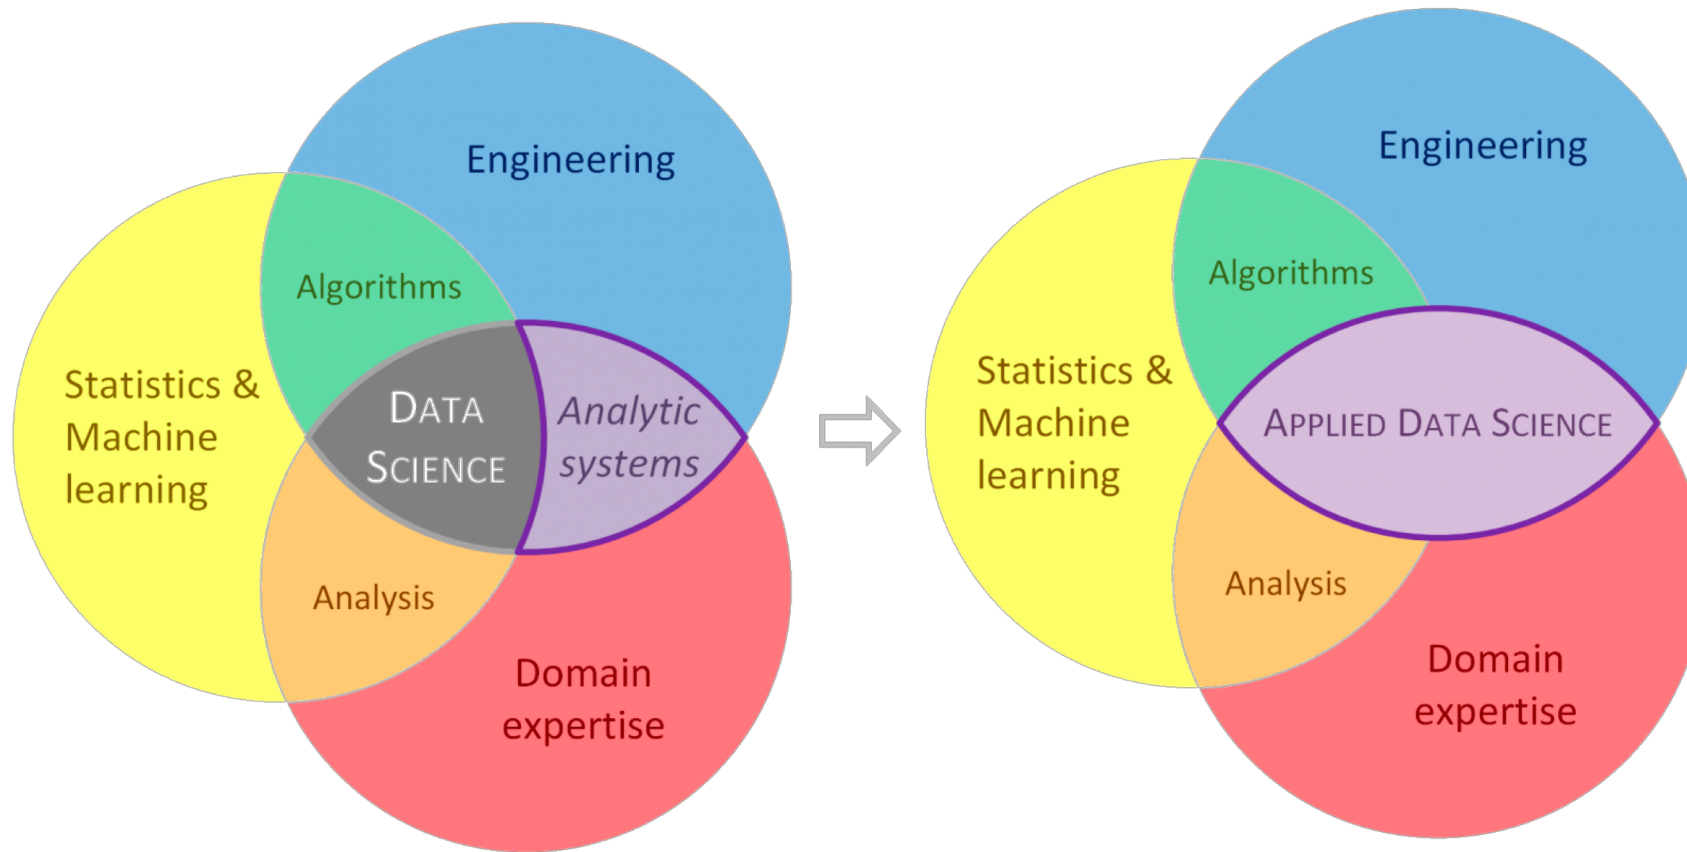 Engineering
Algorithms
Statistics &
Machine
learning
DATA
SCIENCE
Analytic
systems
Analysis
Domain
expertise
Engineering
Algorithms
Statistics &
Machine
learning
APPLIED DATA SCIENCE
Analysis
Domain
expertise